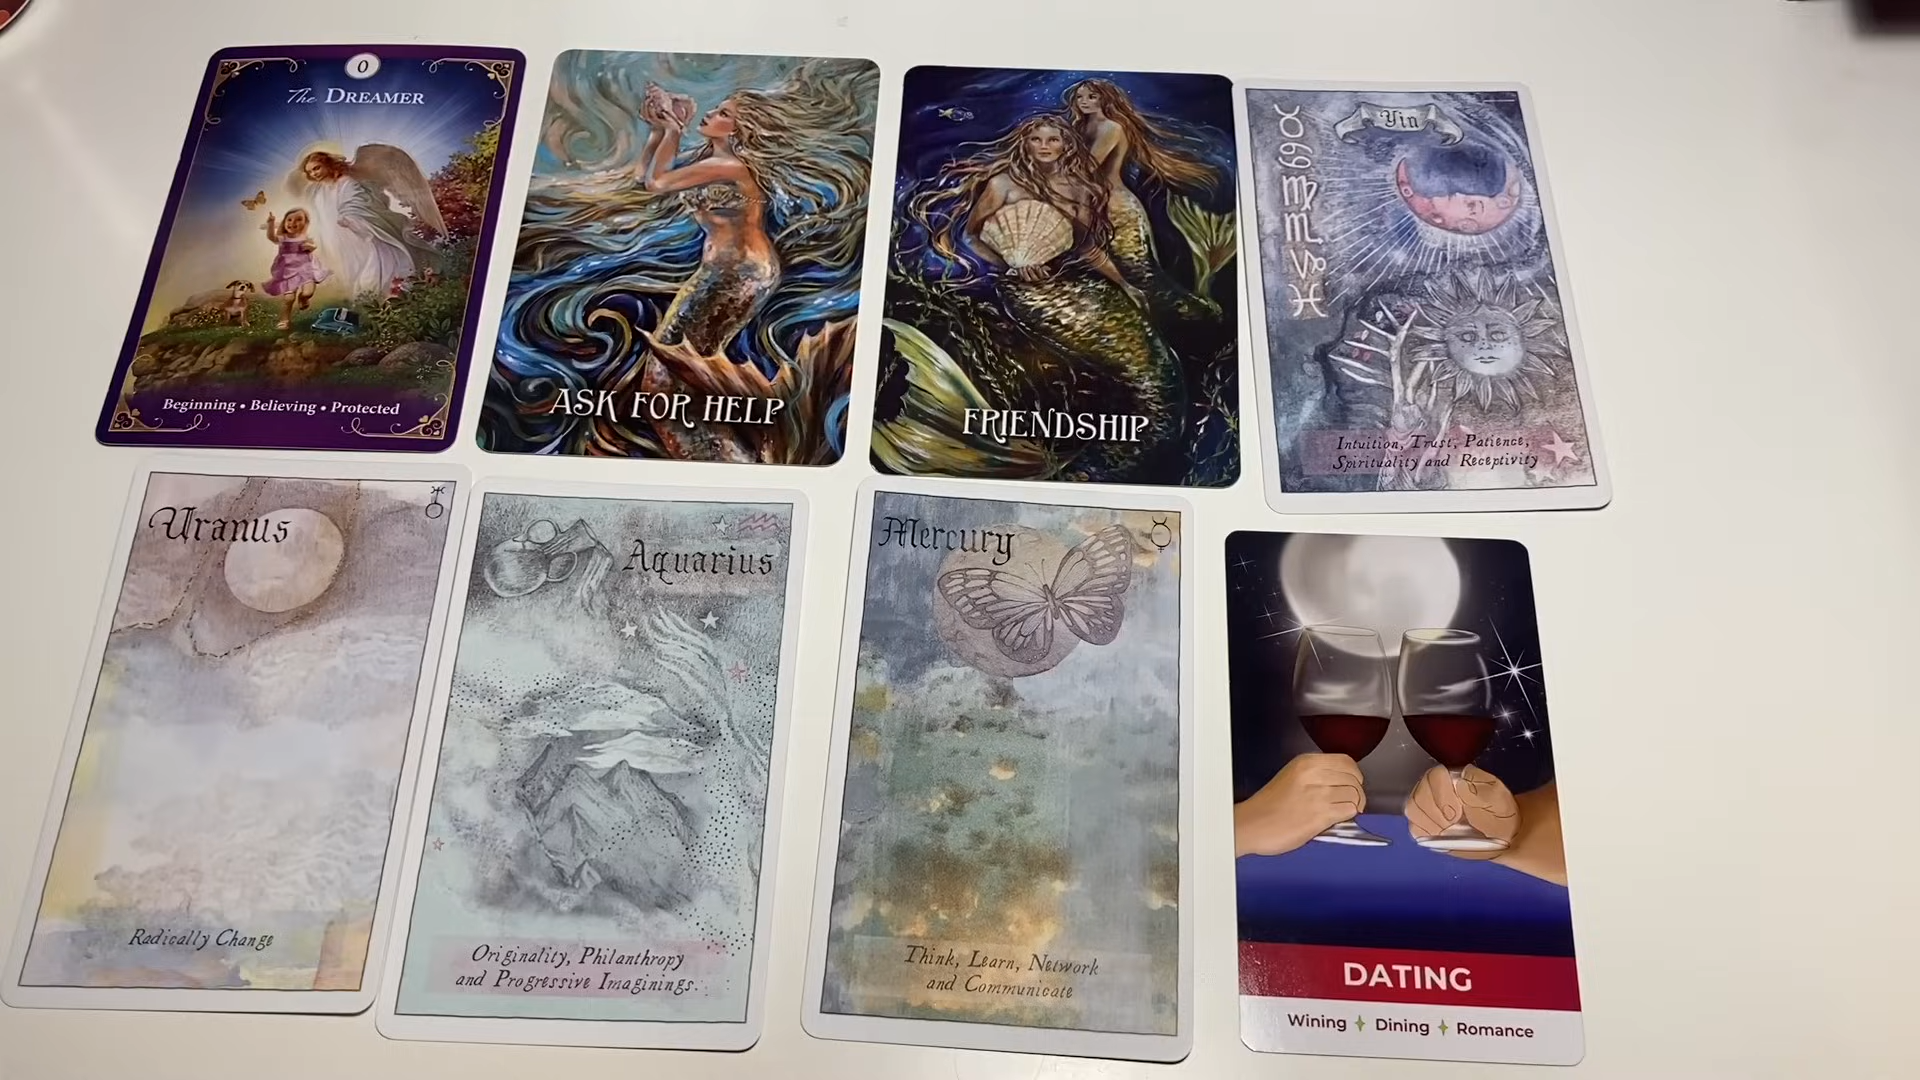 0
The DREAMER
Beginning • Believing • Protected
ASK FOR HELP
FRIENDSHIP
Yin
Intuition, Trust, Patience,
Spirituality and Receptivity
Uranus
Radically Change
Aquarius
Originality, Philanthropy
and Progressive Imaginings.
Mercury
Think, Learn, Network
and Communicate
DATING
Wining ✦ Dining ✦ Romance